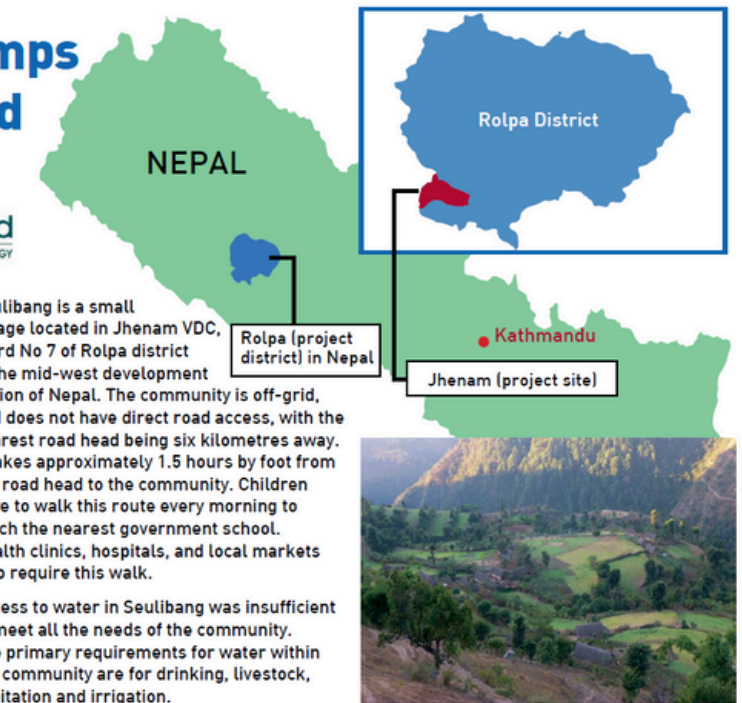 mps
d
d
GY
NEPAL
Rolpa District
Kathmandu
Rolpa (project
district) in Nepal
Jhenam (project site)
ulibang is a small
age located in Jhenam VDC,
rd No 7 of Rolpa district
he mid-west development
ion of Nepal. The community is off-grid,
d does not have direct road access, with the
arest road head being six kilometres away.
akes approximately 1.5 hours by foot from
road head to the community. Children
e to walk this route every morning to
ch the nearest government school.
alth clinics, hospitals, and local markets
o require this walk.
ess to water in Seulibang was insufficient
meet all the needs of the community.
e primary requirements for water within
community are for drinking, livestock,
itation and irrigation.